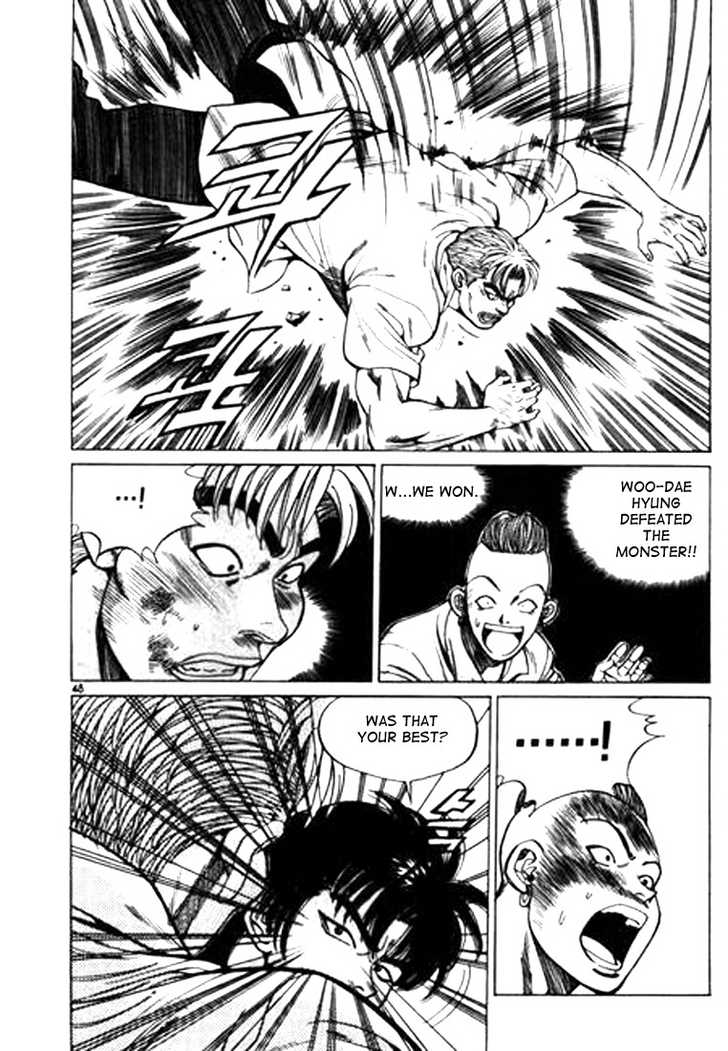 ...!
W...WE WON.
WOO-DAE
HYUNG
DEFEATED
THE
MONSTER!!
48
WAS THAT
YOUR BEST?
.......!